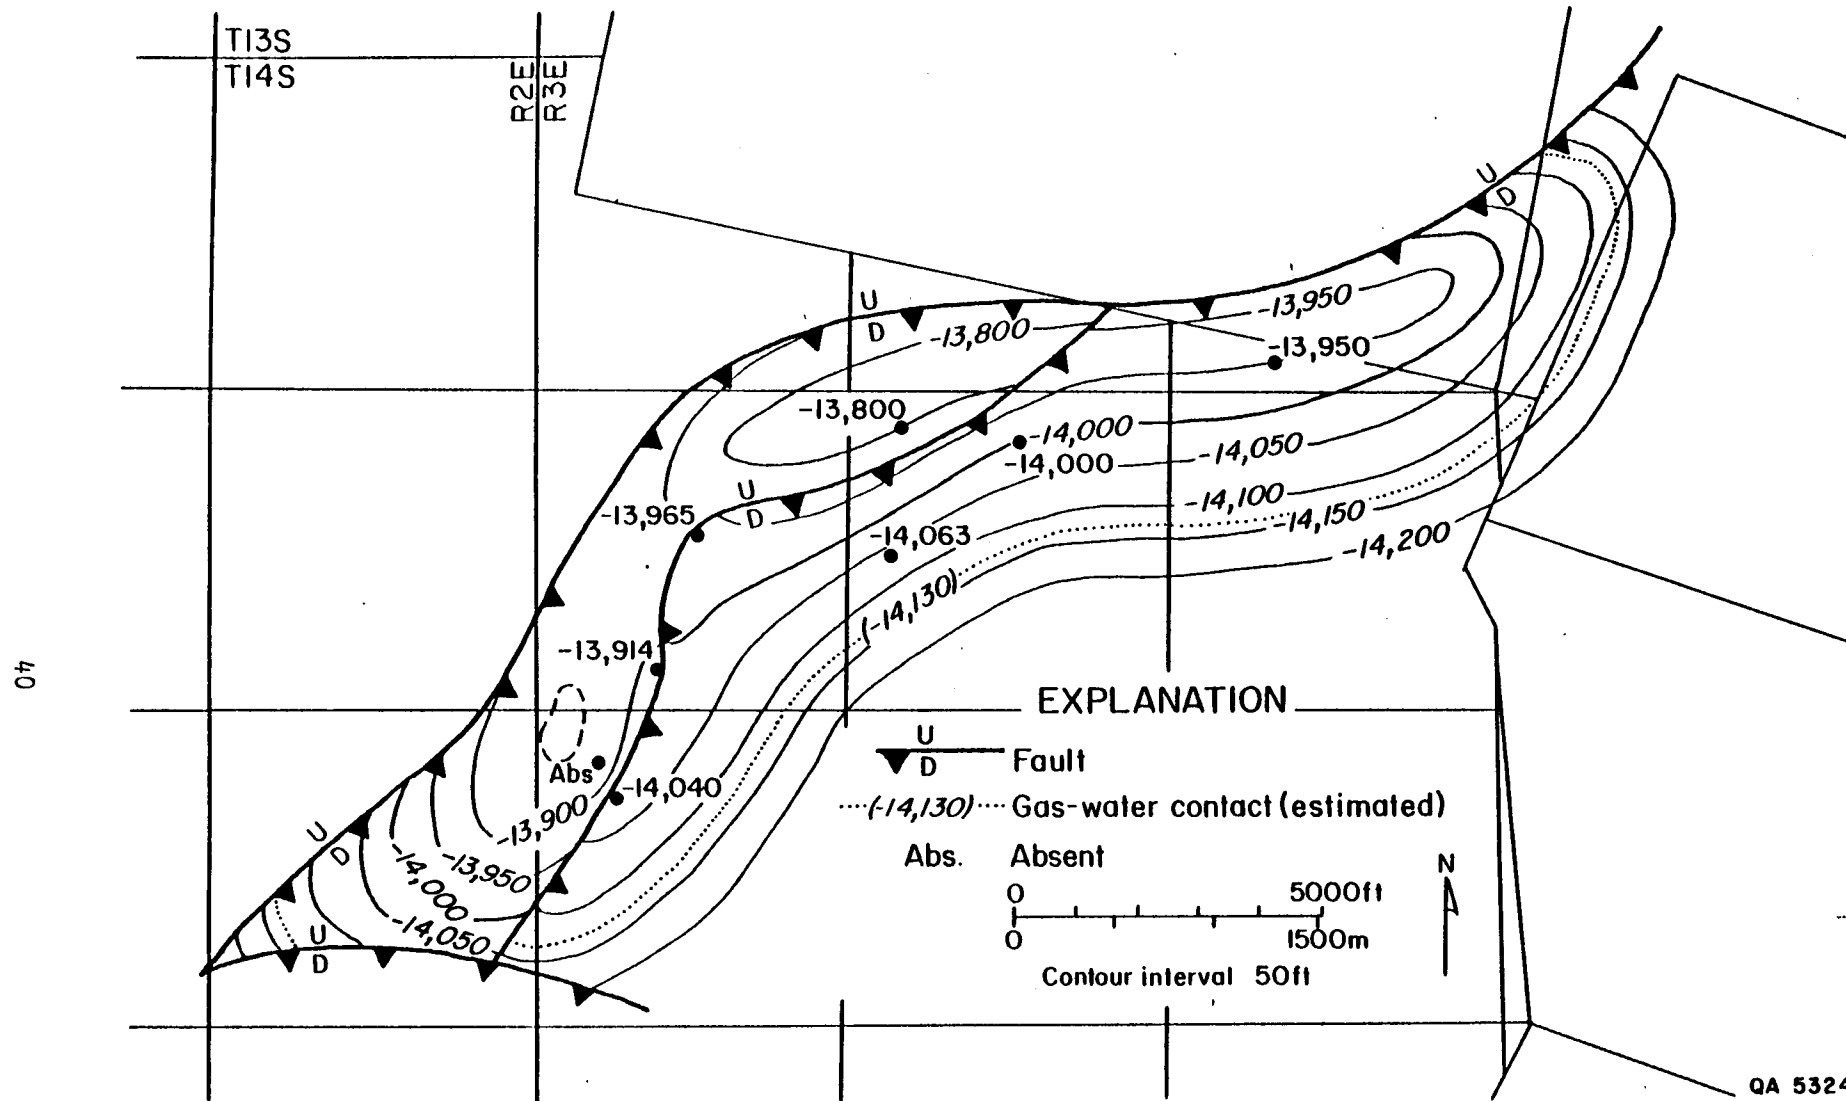 T13S
T14S
R2E
R3E
U
D
-13,950
U
D
-13,800
-13,950
-13,800
-14,000
-14,000
-14,050
U
D
-13,965
-14,100
-14,150
-14,063
-14,200
(-14,130)
-13,914
40
EXPLANATION
U
D
Fault
Abs
-14,040
(-14,130) Gas-water contact (estimated)
-13,900
U
D
-13,950
Abs. Absent
-14,000
N
0 5000ft
-14,050
U
D
0 1500m
Contour interval 50ft
QA 5324